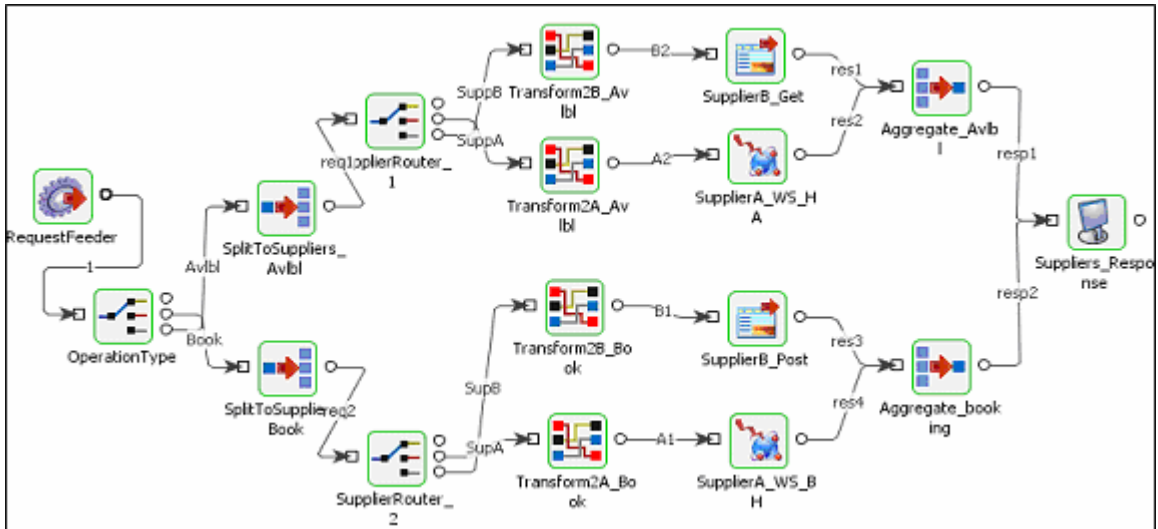 RequestFeeder
1
OperationType
Avlbl
Book
SplitToSuppliers_
Avlbl
SplitToSupplie
Book
req1
pplierRouter_
1
req2
SupplierRouter_
2
SuppB
SuppA
SupB
SupA
Transform2B_Av
lbl
Transform2A_Av
lbl
Transform2B_Bo
ok
Transform2A_Bo
ok
B2
A2
B1
A1
SupplierB_Get
SupplierA_WS_H
A
SupplierB_Post
SupplierA_WS_B
H
res1
res2
res3
res4
Aggregate_Avlb
l
Aggregate_book
ing
resp1
resp2
Suppliers_Respo
nse